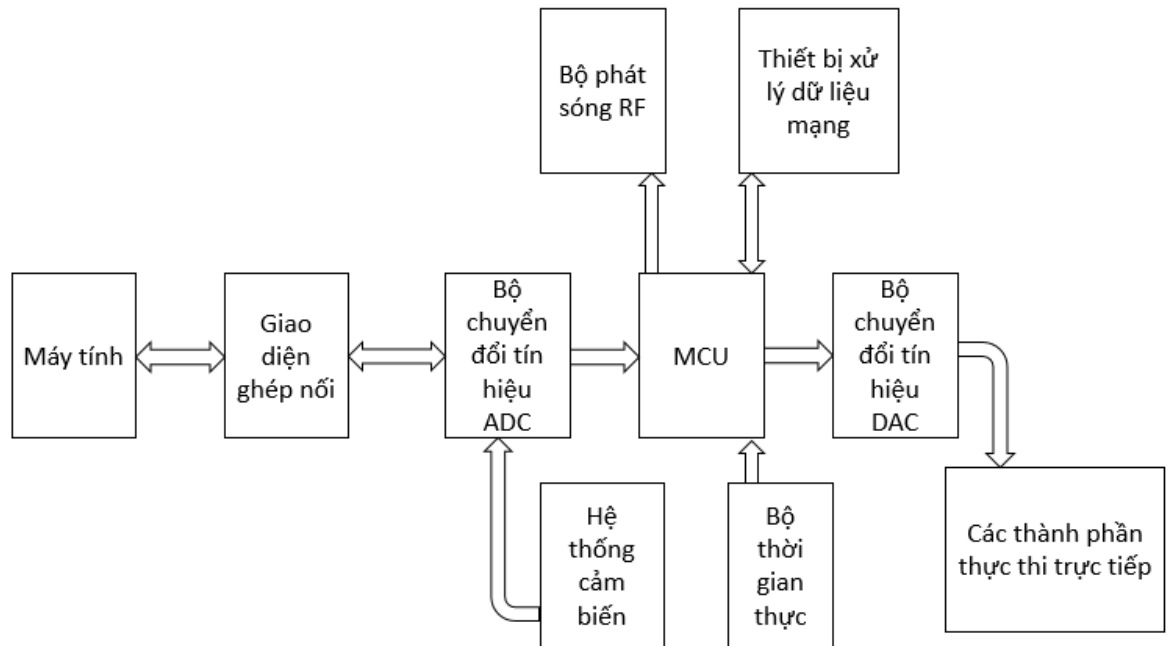 Bộ phát
sóng RF
Thiết bị xử
lý dữ liệu
mạng
Máy tính
Giao
diện
ghép nối
Bộ
chuyển
đổi tín
hiệu
ADC
MCU
Bộ
chuyển
đổi tín
hiệu
DAC
Hệ
thống
cảm
biến
Bộ
thời
gian
thực
Các thành phần
thực thi trực tiếp